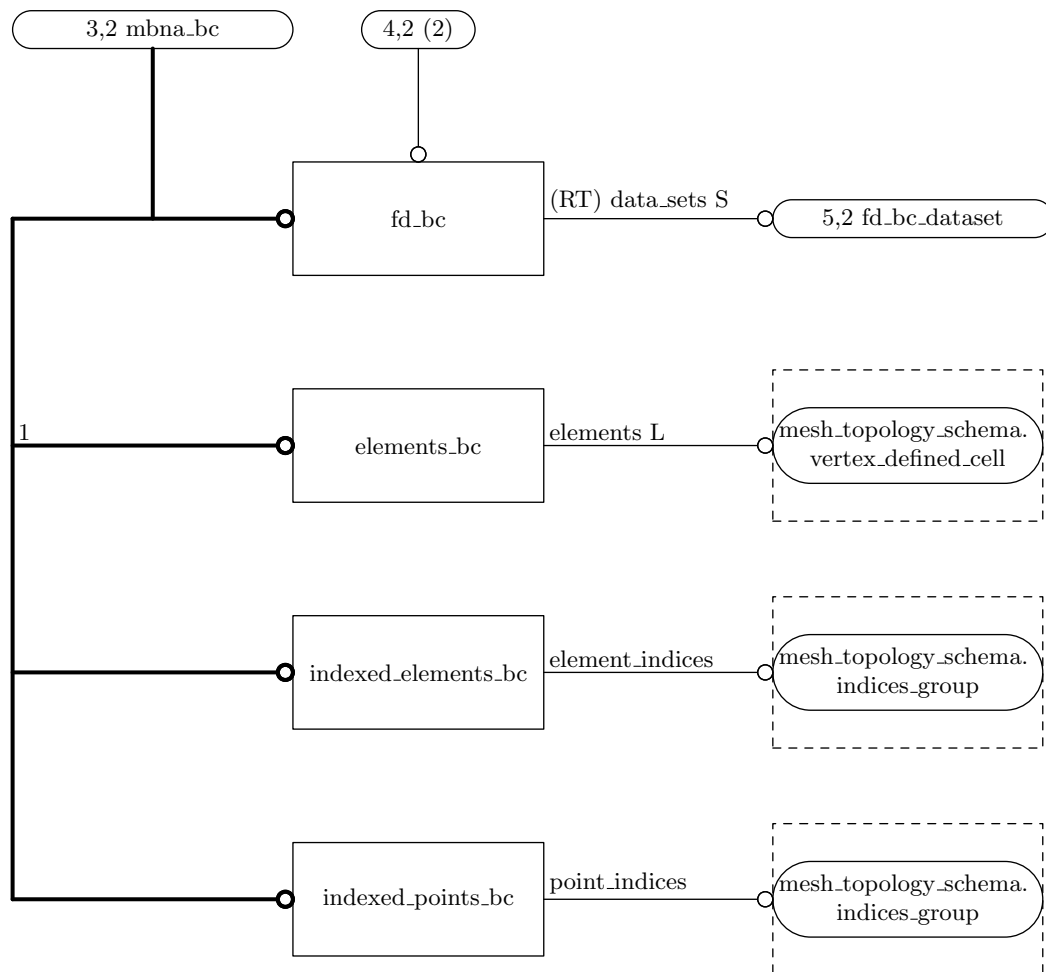 3,2 mbna_bc
4,2 (2)
fd_bc
(RT) data_sets S
5,2 fd_bc_dataset
1
elements_bc
elements L
mesh_topology_schema.
vertex_defined_cell
indexed_elements_bc
element_indices
mesh_topology_schema.
indices_group
indexed_points_bc
point_indices
mesh_topology_schema.
indices_group